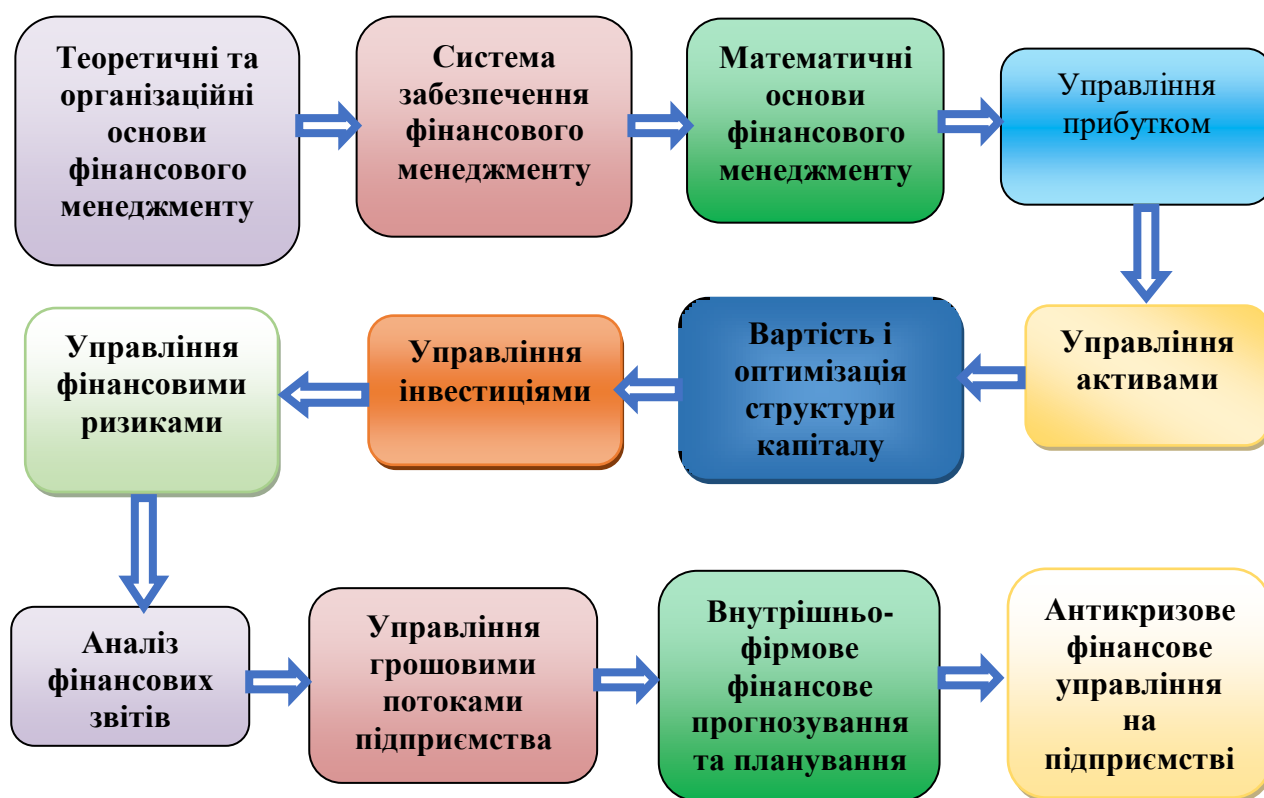 Теоретичні та
організаційні
основи
фінансового
менеджменту
Система
забезпечення
фінансового
менеджменту
Математичні
основи
фінансового
менеджменту
Управління
прибутком
Управління
активами
Вартість і
оптимізація
структури
капіталу
Управління
інвестиціями
Управління
фінансовими
ризиками
Аналіз
фінансових
звітів
Управління
грошовими
потоками
підприємства
Внутрішньо-
фірмове
фінансове
прогнозування
та планування
Антикризове
фінансове
управління
на
підприємстві